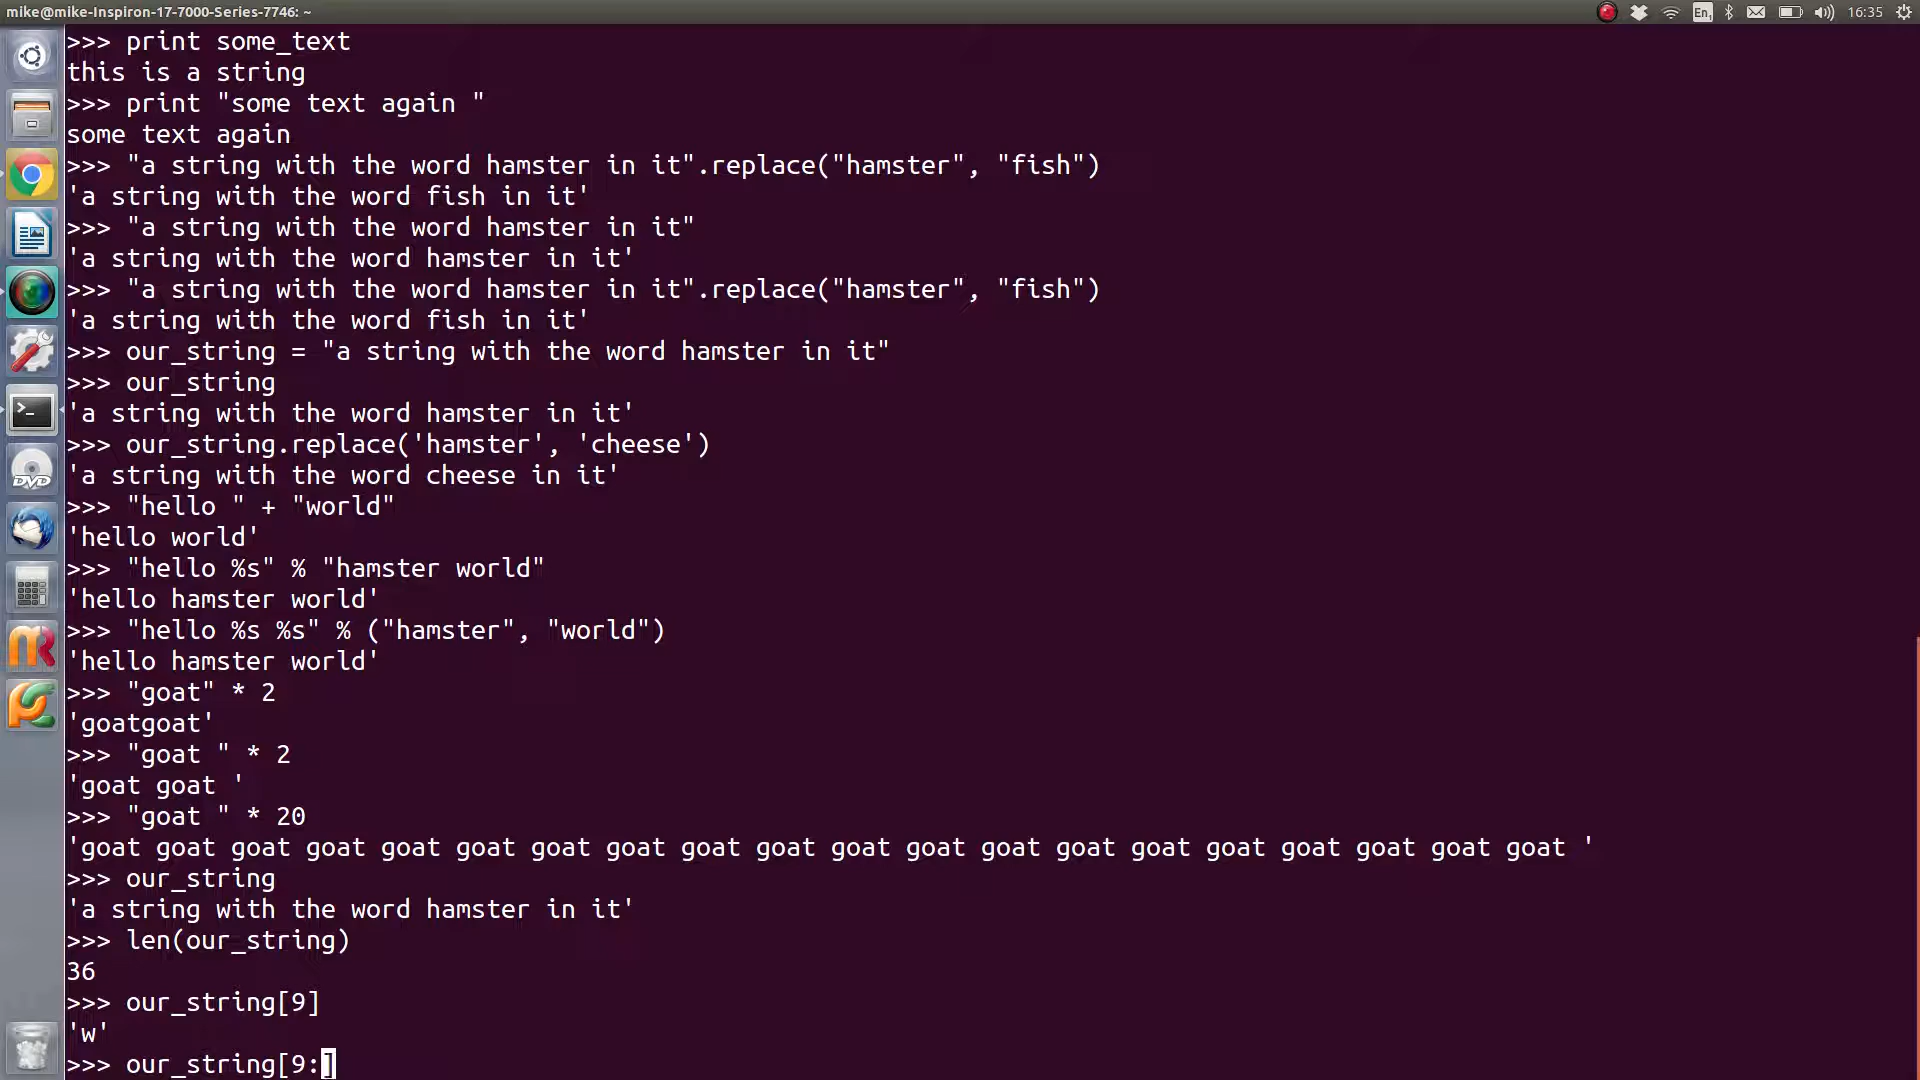 mike@mike-Inspiron-17-7000-Series-7746: ~
En1
16:35
>>> print some_text
this is a string
>>> print "some text again "
some text again
>>> "a string with the word hamster in it".replace("hamster", "fish")
'a string with the word fish in it'
>>> "a string with the word hamster in it"
'a string with the word hamster in it'
>>> "a string with the word hamster in it".replace("hamster", "fish")
'a string with the word fish in it'
>>> our_string = "a string with the word hamster in it"
>>> our_string
'a string with the word hamster in it'
>>> our_string.replace('hamster', 'cheese')
'a string with the word cheese in it'
>>> "hello " + "world"
'hello world'
>>> "hello %s" % "hamster world"
'hello hamster world'
>>> "hello %s %s" % ("hamster", "world")
'hello hamster world'
>>> "goat" * 2
'goatgoat'
>>> "goat " * 2
'goat goat '
>>> "goat " * 20
'goat goat goat goat goat goat goat goat goat goat goat goat goat goat goat goat goat goat goat goat '
>>> our_string
'a string with the word hamster in it'
>>> len(our_string)
36
>>> our_string[9]
'w'
>>> our_string[9:]
DVD